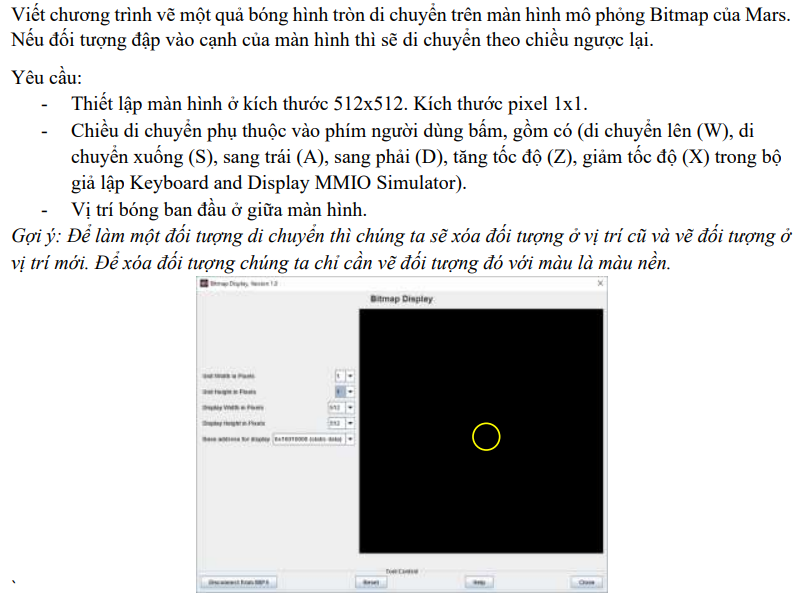 Viết chương trình vẽ một quả bóng hình tròn di chuyển trên màn hình mô phỏng Bitmap của Mars.
Nếu đối tượng đập vào cạnh của màn hình thì sẽ di chuyển theo chiều ngược lại.
Yêu cầu:
- Thiết lập màn hình ở kích thước 512x512. Kích thước pixel 1x1.
- Chiều di chuyển phụ thuộc vào phím người dùng bấm, gồm có (di chuyển lên (W), di
chuyển xuống (S), sang trái (A), sang phải (D), tăng tốc độ (Z), giảm tốc độ (X) trong bộ
giả lập Keyboard and Display MMIO Simulator).
- Vị trí bóng ban đầu ở giữa màn hình.
Gợi ý: Để làm một đối tượng di chuyển thì chúng ta sẽ xóa đối tượng ở vị trí cũ và vẽ đối tượng ở
vị trí mới. Để xóa đối tượng chúng ta chỉ cần vẽ đối tượng đó với màu là màu nền.
Bitmap Display, Version 1.0
Bitmap Display
Unit Width in Pixels 1
Unit Height in Pixels 1
Display Width in Pixels 512
Display Height in Pixels 512
Base address for display 0x10010000 (static data)
Tool Control
Disconnect from MIPS
Reset
Help
Close
`